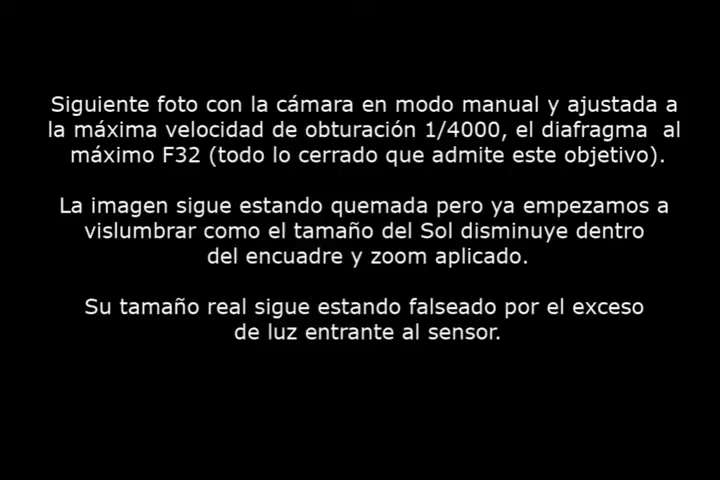 Siguiente foto con la cámara en modo manual y ajustada a
la máxima velocidad de obturación 1/4000, el diafragma  al
máximo F32 (todo lo cerrado que admite este objetivo).
La imagen sigue estando quemada pero ya empezamos a
vislumbrar como el tamaño del Sol disminuye dentro
del encuadre y zoom aplicado.
Su tamaño real sigue estando falseado por el exceso
de luz entrante al sensor.